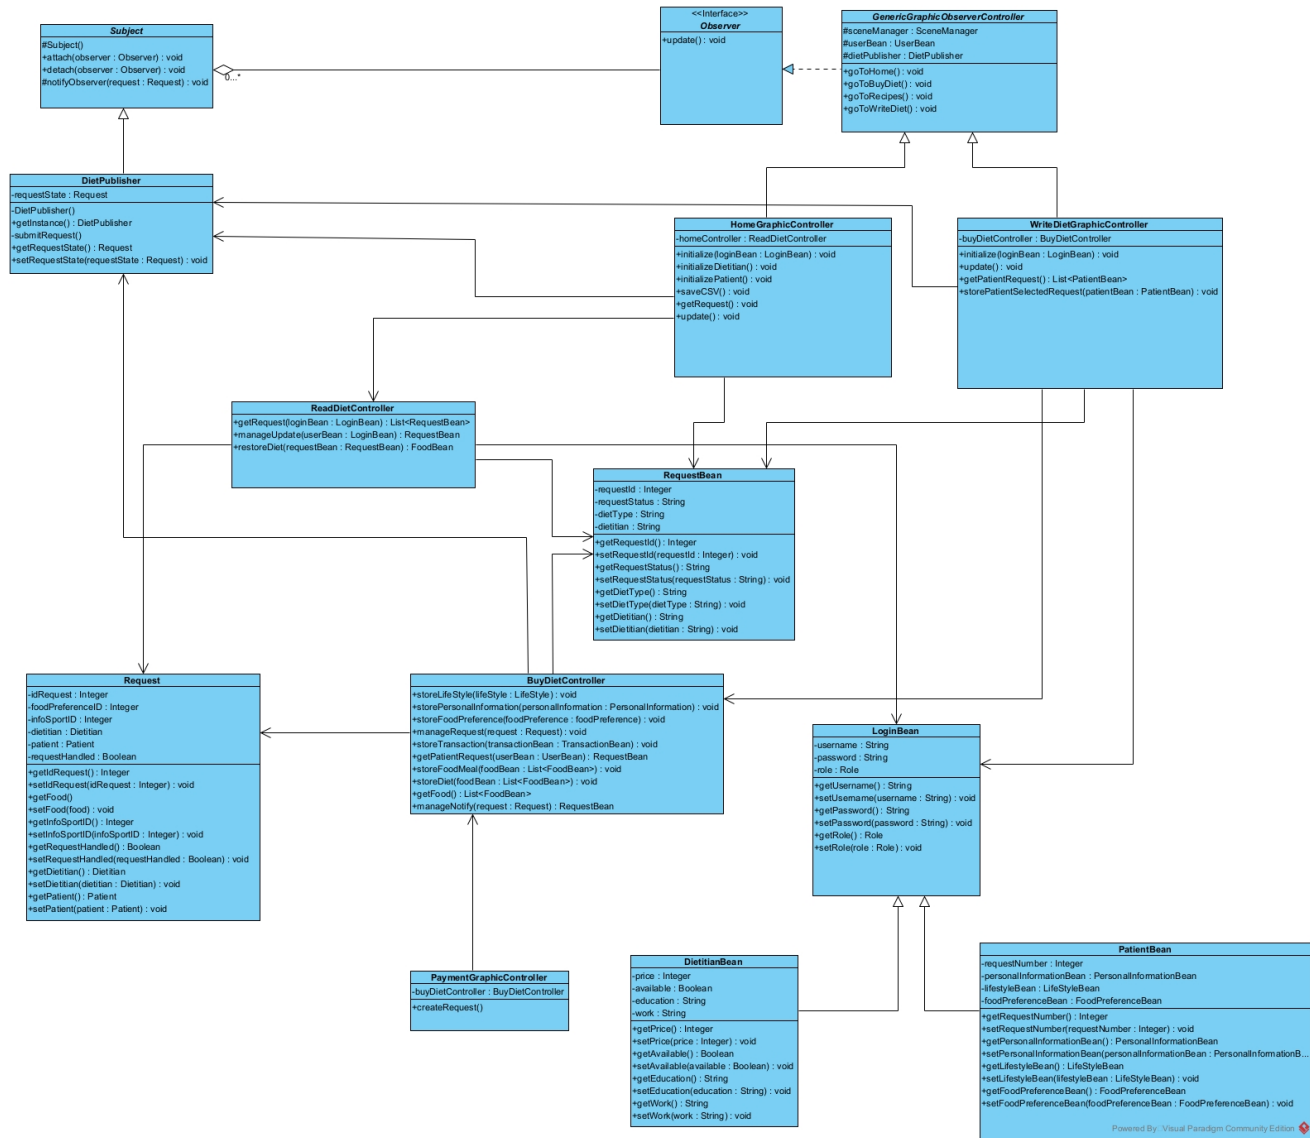 Subject
#Subject()
+attach(observer : Observer) : void
+detach(observer : Observer) : void
#notifyObserver(request : Request) : void
0...*
<<Interface>>
Observer
+update() : void
GenericGraphicObserverController
#sceneManager : SceneManager
#userBean : UserBean
#dietPublisher : DietPublisher
+goToHome() : void
+goToBuyDiet() : void
+goToRecipes() : void
+goToWriteDiet() : void
DietPublisher
-requestState : Request
-DietPublisher()
+getInstance() : DietPublisher
-submitRequest()
+getRequestState() : Request
+setRequestState(requestState : Request) : void
HomeGraphicController
-homeController : ReadDietController
+initialize(loginBean : LoginBean) : void
+initializeDietitian() : void
+initializePatient() : void
+saveCSV() : void
+getRequest() : void
+update() : void
WriteDietGraphicController
-buyDietController : BuyDietController
+initialize(loginBean : LoginBean) : void
+update() : void
+getPatientRequest() : List<PatientBean>
+storePatientSelectedRequest(patientBean : PatientBean) : void
ReadDietController
+getRequest(loginBean : LoginBean) : List<RequestBean>
+manageUpdate(userBean : LoginBean) : RequestBean
+restoreDiet(requestBean : RequestBean) : FoodBean
RequestBean
-requestId : Integer
-requestStatus : String
-dietType : String
-dietitian : String
+getRequestId() : Integer
+setRequestId(requestId : Integer) : void
+getRequestStatus() : String
+setRequestStatus(requestStatus : String) : void
+getDietType() : String
+setDietType(dietType : String) : void
+getDietitian() : String
+setDietitian(dietitian : String) : void
Request
-idRequest : Integer
-foodPreferenceID : Integer
-infoSportID : Integer
-dietitian : Dietitian
-patient : Patient
-requestHandled : Boolean
+getIdRequest() : Integer
+setIdRequest(idRequest : Integer) : void
+getFood()
+setFood(food) : void
+getInfoSportID() : Integer
+setInfoSportID(infoSportID : Integer) : void
+getRequestHandled() : Boolean
+setRequestHandled(requestHandled : Boolean) : void
+getDietitian() : Dietitian
+setDietitian(dietitian : Dietitian) : void
+getPatient() : Patient
+setPatient(patient : Patient) : void
BuyDietController
+storeLifeStyle(lifeStyle : LifeStyle) : void
+storePersonalInformation(personalInformation : PersonalInformation) : void
+storeFoodPreference(foodPreference : foodPreference) : void
+manageRequest(request : Request) : void
+storeTransaction(transactionBean : TransactionBean) : void
+getPatientRequest(userBean : UserBean) : RequestBean
+storeFoodMeal(foodBean : List<FoodBean>) : void
+storeDiet(foodBean : List<FoodBean>) : void
+getFood() : List<FoodBean>
+manageNotify(request : Request) : RequestBean
LoginBean
-username : String
-password : String
-role : Role
+getUsername() : String
+setUsername(username : String) : void
+getPassword() : String
+setPassword(password : String) : void
+getRole() : Role
+setRole(role : Role) : void
PaymentGraphicController
-buyDietController : BuyDietController
+createRequest()
DietitianBean
-price : Integer
-available : Boolean
-education : String
-work : String
+getPrice() : Integer
+setPrice(price : Integer) : void
+getAvailable() : Boolean
+setAvailable(available : Boolean) : void
+getEducation() : String
+setEducation(education : String) : void
+getWork() : String
+setWork(work : String) : void
PatientBean
-requestNumber : Integer
-personalInformationBean : PersonalInformationBean
-lifestyleBean : LifeStyleBean
-foodPreferenceBean : FoodPreferenceBean
+getRequestNumber() : Integer
+setRequestNumber(requestNumber : Integer) : void
+getPersonalInformationBean() : PersonalInformationBean
+setPersonalInformationBean(personalInformationBean : PersonalInformationB...
+getLifestyleBean() : LifeStyleBean
+setLifestyleBean(lifestyleBean : LifeStyleBean) : void
+getFoodPreferenceBean() : FoodPreferenceBean
+setFoodPreferenceBean(foodPreferenceBean : FoodPreferenceBean) : void
Powered By : Visual Paradigm Community Edition